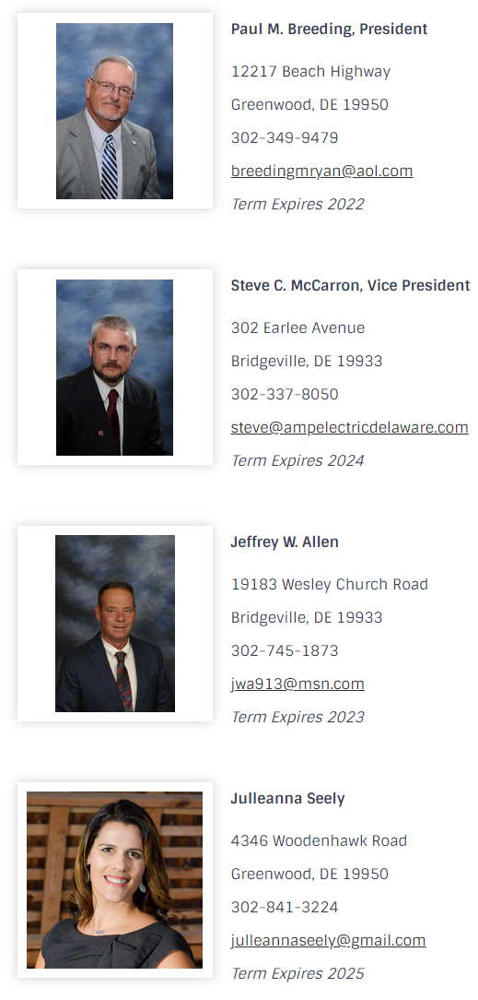 Paul M. Breeding, President
12217 Beach Highway
Greenwood, DE 19950
302-349-9479
breedingmryan@aol.com
Term Expires 2022
Steve C. McCarron, Vice President
302 Earlee Avenue
Bridgeville, DE 19933
302-337-8050
steve@ampelectricdelaware.com
Term Expires 2024
Jeffrey W. Allen
19183 Wesley Church Road
Bridgeville, DE 19933
302-745-1873
jwa913@msn.com
Term Expires 2023
Julleanna Seely
4346 Woodenhawk Road
Greenwood, DE 19950
302-841-3224
julleannaseely@gmail.com
Term Expires 2025